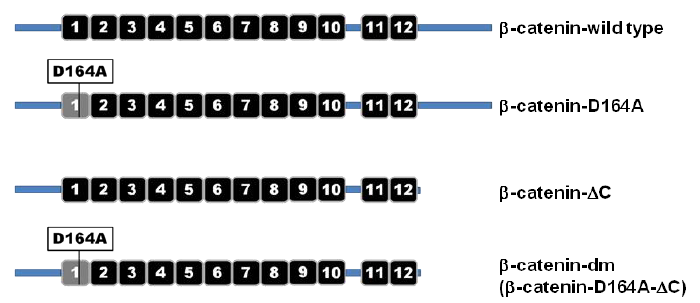 1 2 3 4 5 6 7 8 9 10 11 12 β-catenin-wild type
D164A
1 2 3 4 5 6 7 8 9 10 11 12 β-catenin-D164A
1 2 3 4 5 6 7 8 9 10 11 12 β-catenin-ΔC
D164A
1 2 3 4 5 6 7 8 9 10 11 12 β-catenin-dm
(β-catenin-D164A-ΔC)